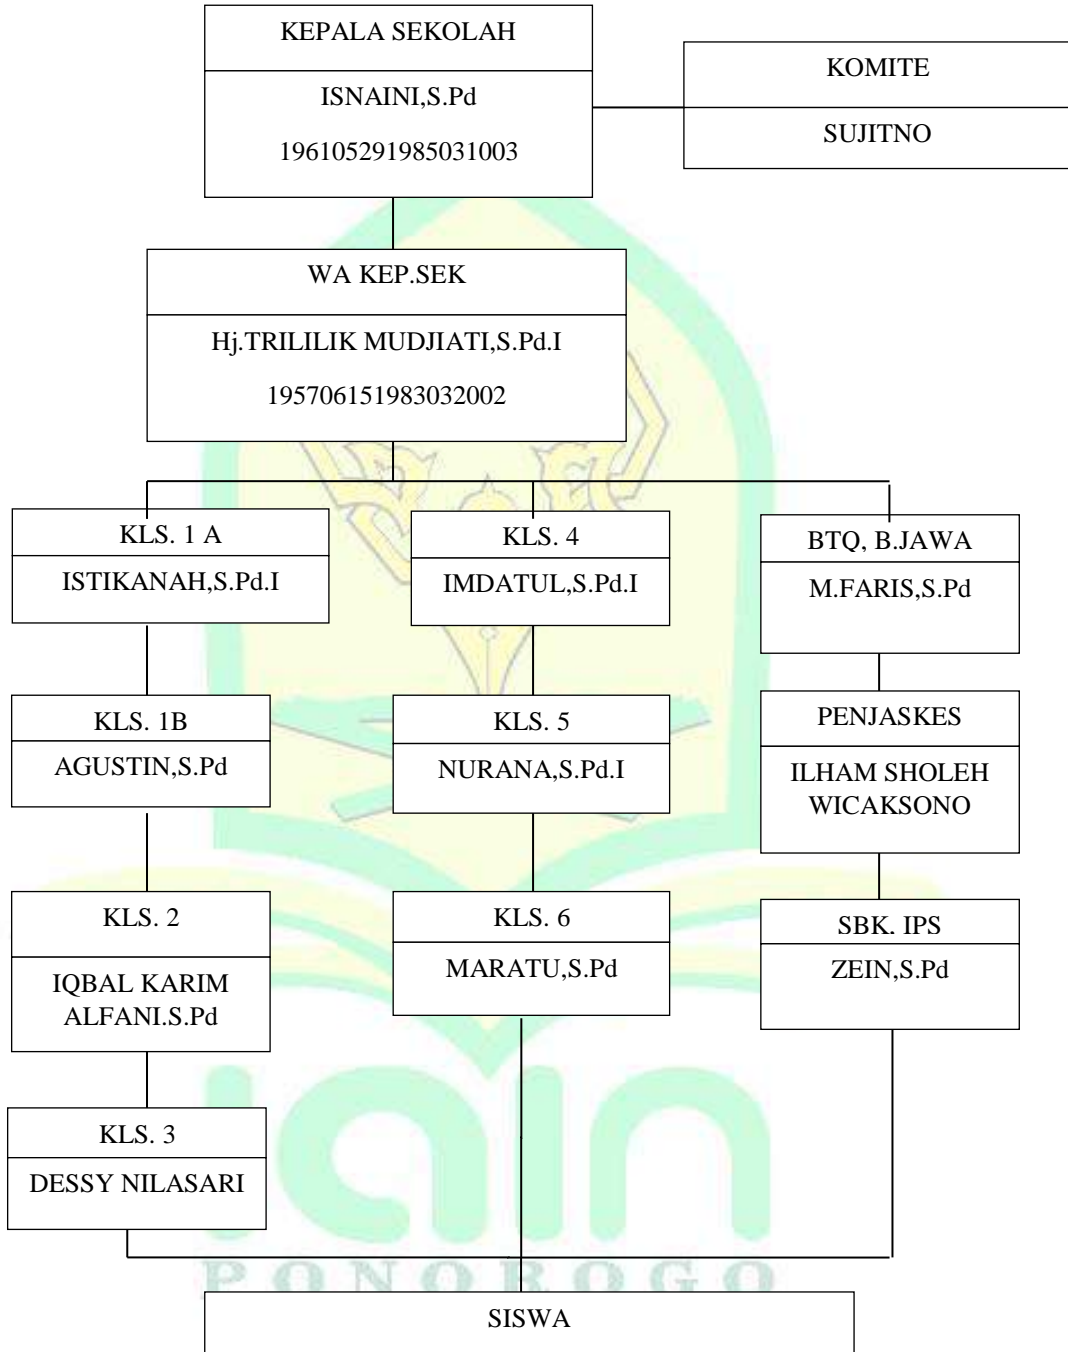 KEPALA SEKOLAH
ISNAINI,S.Pd
196105291985031003
KOMITE
SUJITNO
WA KEP.SEK
Hj.TRILILIK MUDJIATI,S.Pd.I
195706151983032002
KLS. 1 A
ISTIKANAH,S.Pd.I
KLS. 4
IMDATUL,S.Pd.I
BTQ, B.JAWA
M.FARIS,S.Pd
KLS. 1B
AGUSTIN,S.Pd
KLS. 5
NURANA,S.Pd.I
PENJASKES
ILHAM SHOLEH
WICAKSONO
KLS. 2
IQBAL KARIM
ALFANI.S.Pd
KLS. 6
MARATU,S.Pd
SBK, IPS
ZEIN,S.Pd
KLS. 3
DESSY NILASARI
iain
PONOROGO
SISWA